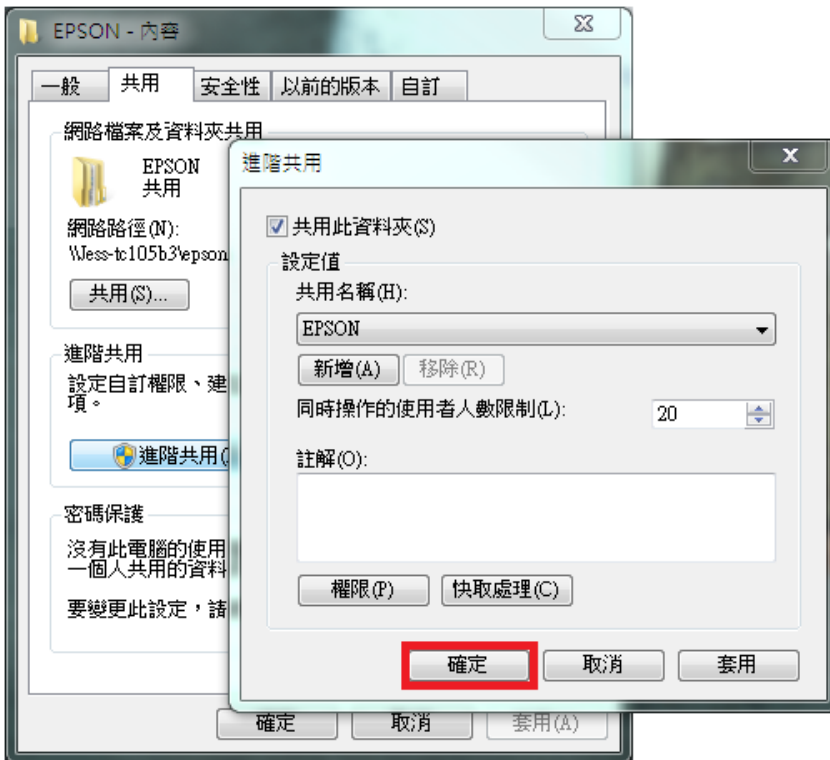 EPSON - 內容
一般 共用 安全性 以前的版本 自訂
網路檔案及資料夾共用
EPSON
共用
網路路徑(N):
\\Jess-tc105b3\epson
共用(S)...
進階共用
設定自訂權限、建
項。
進階共用(
密碼保護
沒有此電腦的使用
一個人共用的資料
要變更此設定，請
確定 取消 套用(A)
進階共用
共用此資料夾(S)
設定值
共用名稱(H):
EPSON
新增(A) 移除(R)
同時操作的使用者人數限制(L): 20
註解(O):
權限(P) 快取處理(C)
確定 取消 套用